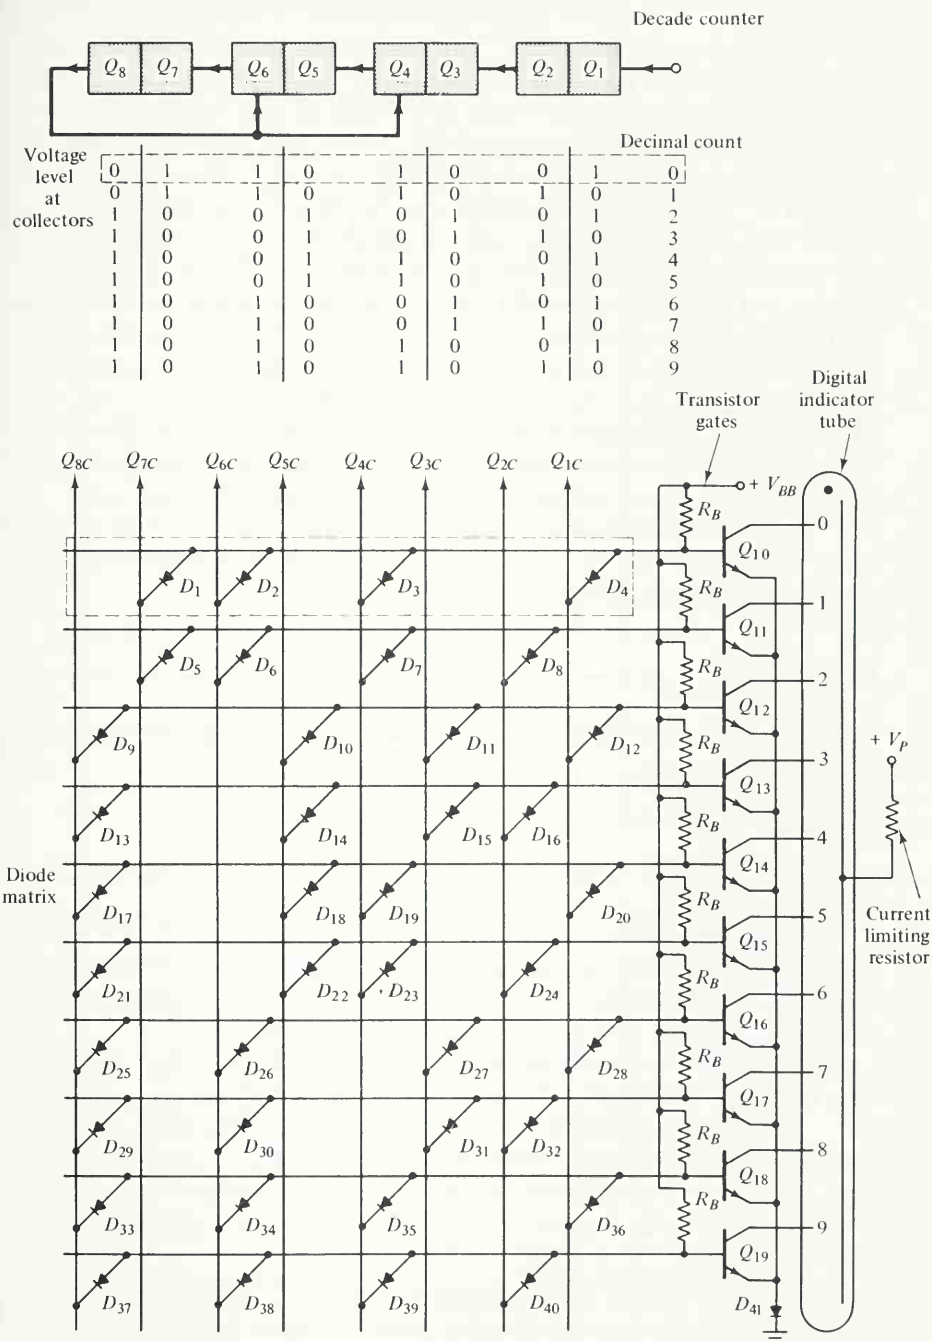 Decade counter
Q8 Q7 Q6 Q5 Q4 Q3 Q2 Q1
Decimal count
Voltage level at collectors
0 1 1 0 1 0 0 1 0
0 1 1 0 1 0 1 0 1
1 0 0 1 0 1 0 1 2
1 0 0 1 0 1 1 0 3
1 0 0 1 1 0 0 1 4
1 0 0 1 1 0 1 0 5
1 0 1 0 0 1 0 1 6
1 0 1 0 0 1 1 0 7
1 0 1 0 1 0 0 1 8
1 0 1 0 1 0 1 0 9
Transistor gates
Digital indicator tube
Q8C Q7C Q6C Q5C Q4C Q3C Q2C Q1C
+ VBB
RB
D1 D2 D3 D4 Q10 0
RB
D5 D6 D7 D8 Q11 1
RB
D9 D10 D11 D12 Q12 2
RB
D13 D14 D15 D16 Q13 3
+ VP
RB
Diode matrix
D17 D18 D19 D20 Q14 4
RB
Current limiting resistor
D21 D22 D23 D24 Q15 5
RB
D25 D26 D27 D28 Q16 6
RB
D29 D30 D31 D32 Q17 7
RB
D33 D34 D35 D36 Q18 8
RB
D37 D38 D39 D40 Q19 9
D41